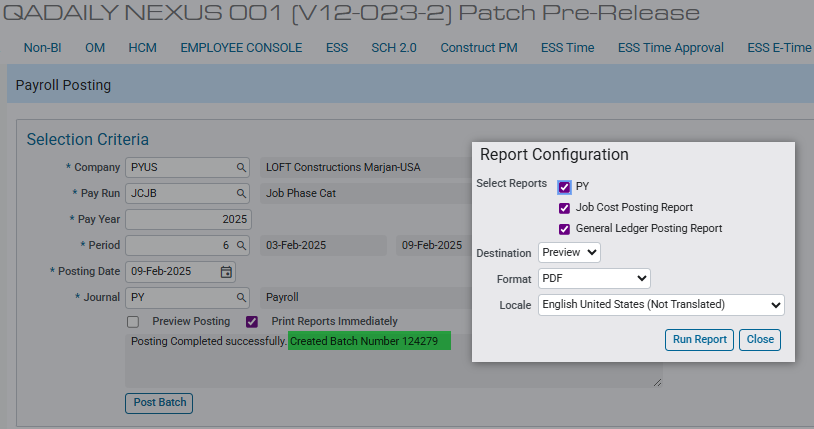 QADAILY NEXUS 001 (V12-023-2) Patch Pre-Release
Non-BI OM HCM EMPLOYEE CONSOLE ESS SCH 2.0 Construct PM ESS Time ESS Time Approval ESS E-Time
Payroll Posting
Selection Criteria
* Company PYUS LOFT Constructions Marjan-USA
* Pay Run JCJB Job Phase Cat
* Pay Year 2025
* Period 6 03-Feb-2025 09-Feb-2025
* Posting Date 09-Feb-2025
* Journal PY Payroll
Preview Posting Print Reports Immediately
Posting Completed successfully. Created Batch Number 124279
Post Batch
Report Configuration
Select Reports PY
Job Cost Posting Report
General Ledger Posting Report
Destination Preview
Format PDF
Locale English United States (Not Translated)
Run Report Close